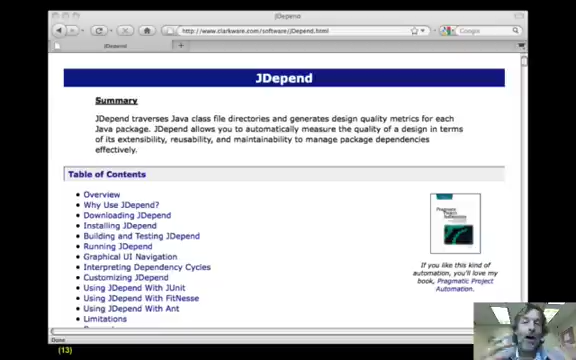 JDepend
http://www.clarkware.com/software/JDepend.html
Google
JDepend
JDepend
Summary
JDepend traverses Java class file directories and generates design quality metrics for each
Java package. JDepend allows you to automatically measure the quality of a design in terms
of its extensibility, reusability, and maintainability to manage package dependencies
effectively.
Table of Contents
Overview
Why Use JDepend?
Downloading JDepend
Installing JDepend
Building and Testing JDepend
Running JDepend
Graphical UI Navigation
Interpreting Dependency Cycles
Customizing JDepend
Using JDepend With JUnit
Using JDepend With FitNesse
Using JDepend With Ant
Limitations
Pragmatic
Project
Automation
If you like this kind of
automation, you'll love my
book, Pragmatic Project
Automation.
Done
(13)